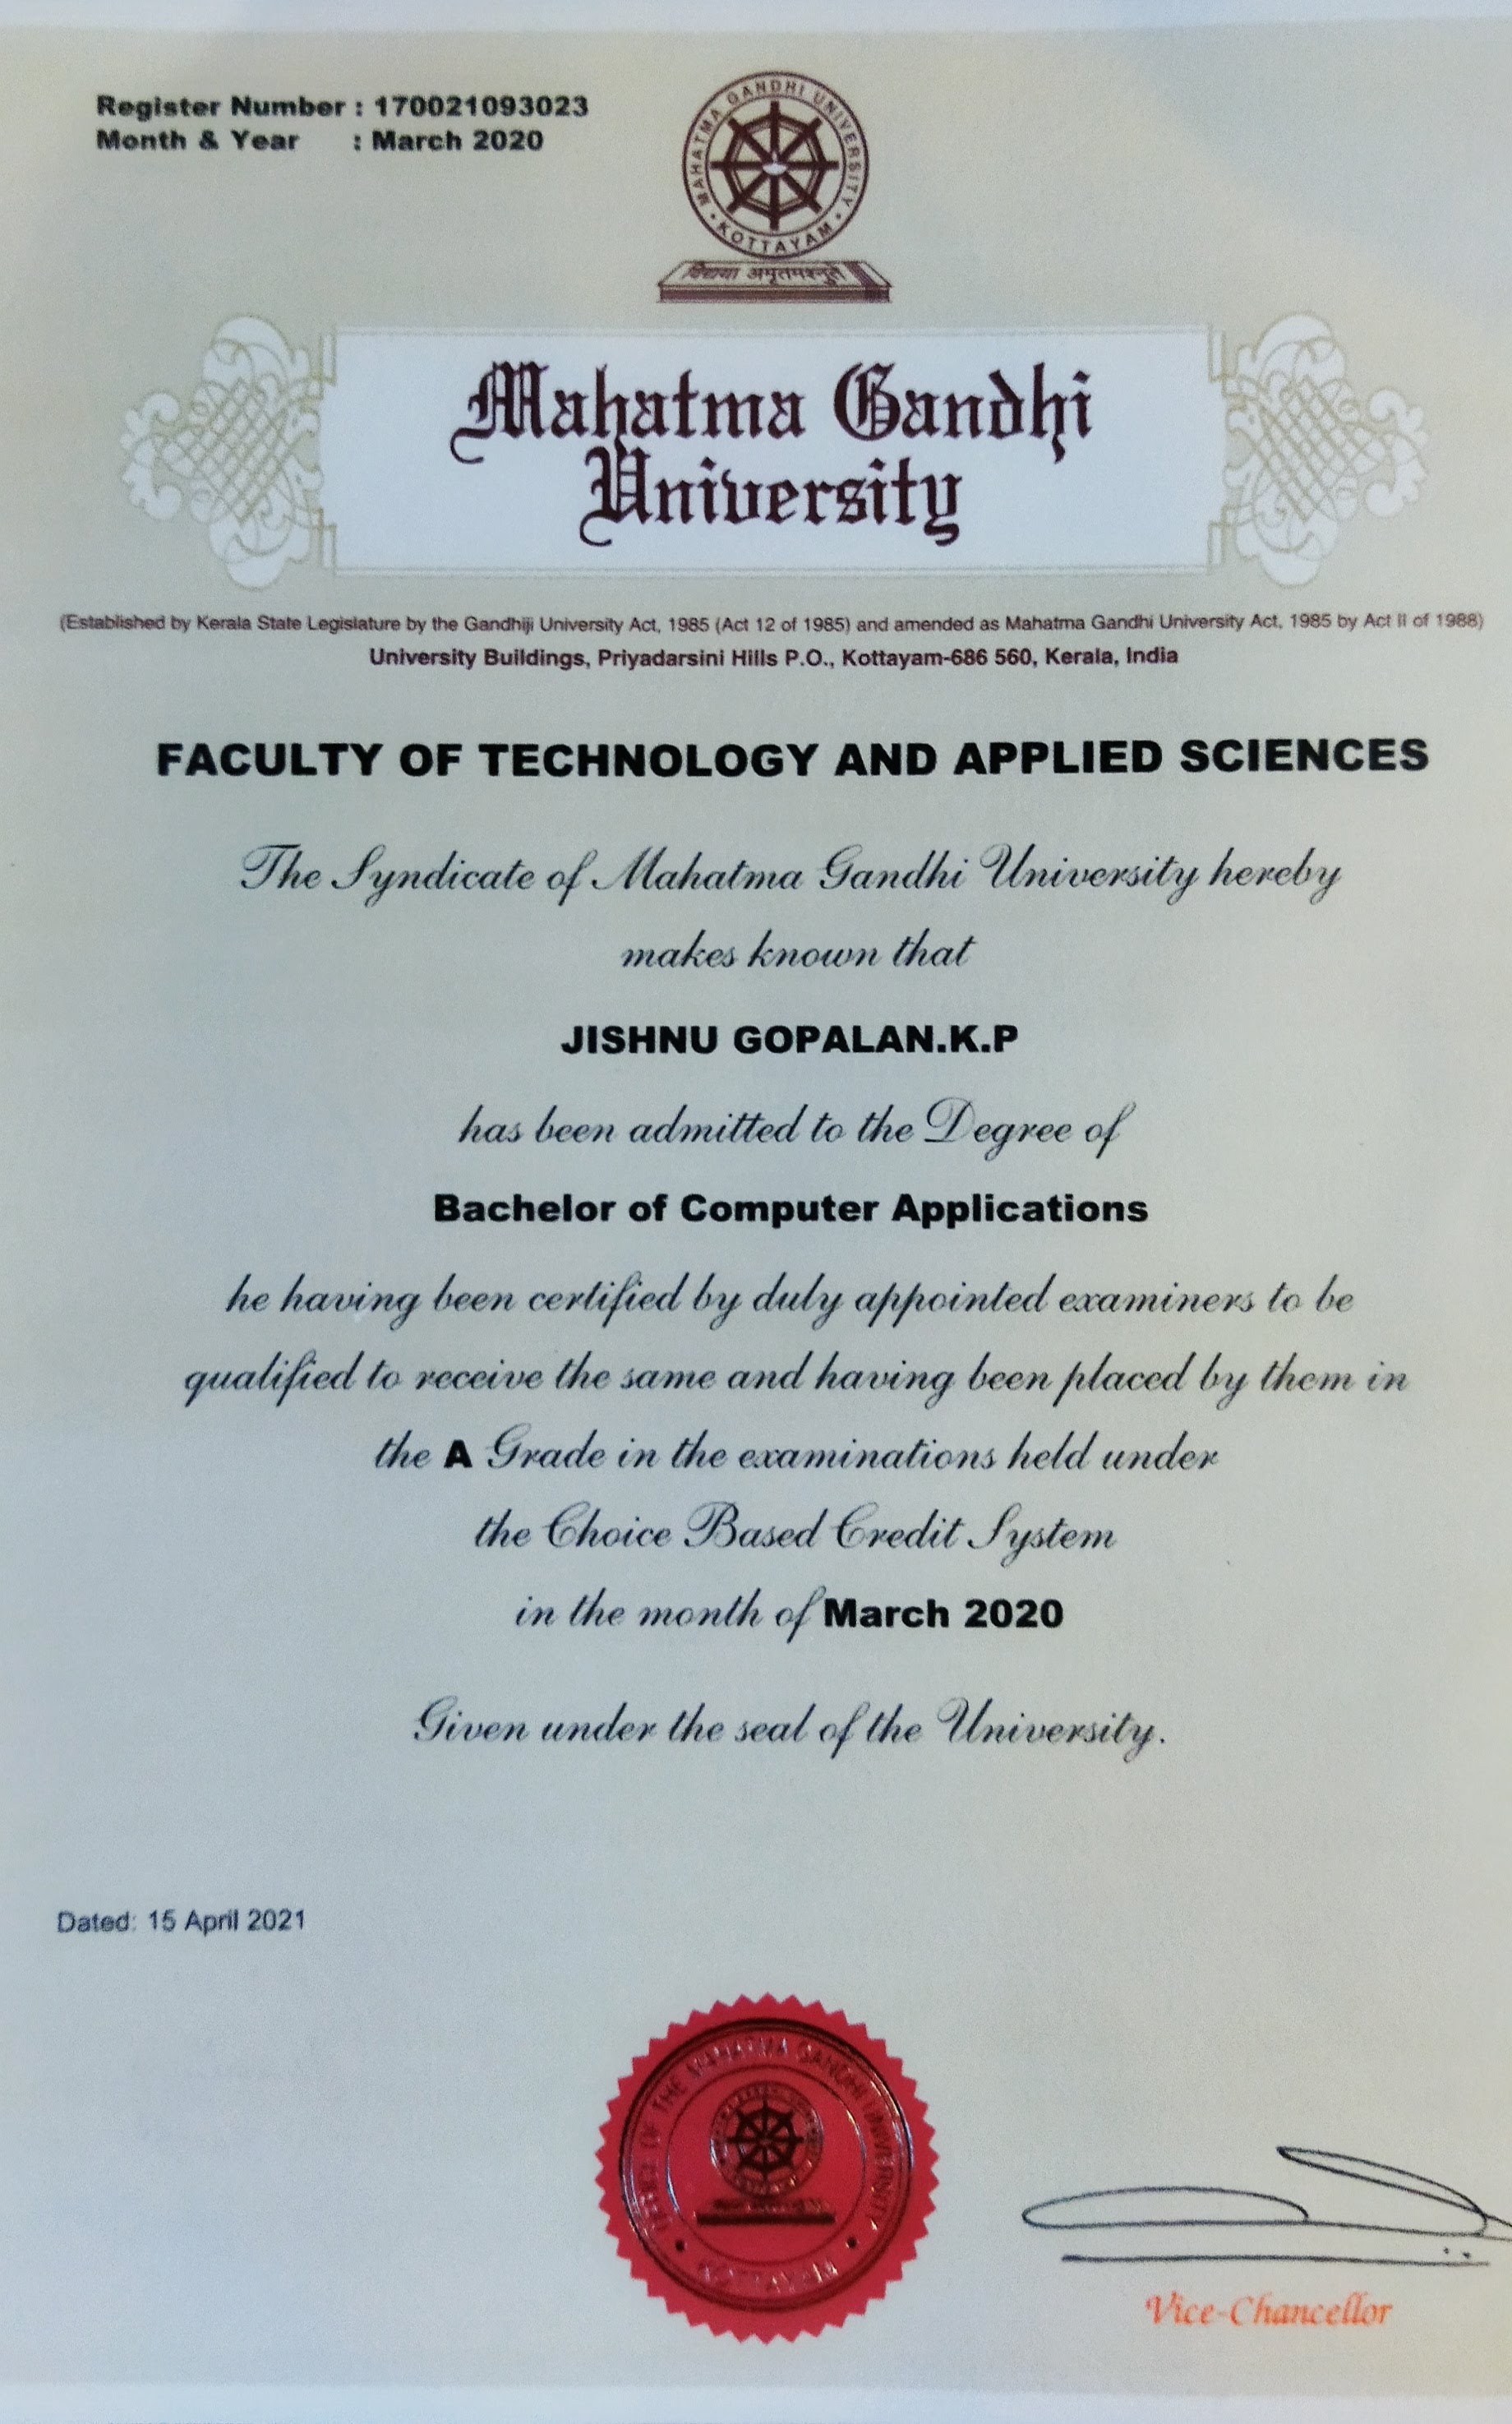 Register Number : 170021093023
Month & Year : March 2020
MAHATMA GANDHI UNIVERSITY
KOTTAYAM
विद्यया अमृतमश्नुते
Mahatma Gandhi
University
(Established by Kerala State Legislature by the Gandhiji University Act, 1985 (Act 12 of 1985) and amended as Mahatma Gandhi University Act, 1985 by Act II of 1988)
University Buildings, Priyadarsini Hills P.O., Kottayam-686 560, Kerala, India
FACULTY OF TECHNOLOGY AND APPLIED SCIENCES
The Syndicate of Mahatma Gandhi University hereby
makes known that
JISHNU GOPALAN.K.P
has been admitted to the Degree of
Bachelor of Computer Applications
he having been certified by duly appointed examiners to be
qualified to receive the same and having been placed by them in
the A Grade in the examinations held under
the Choice Based Credit System
in the month of March 2020
Given under the seal of the University.
Dated: 15 April 2021
OF THE MAHATMA GANDHI UNIVERSITY
KOTTAYAM
Vice-Chancellor